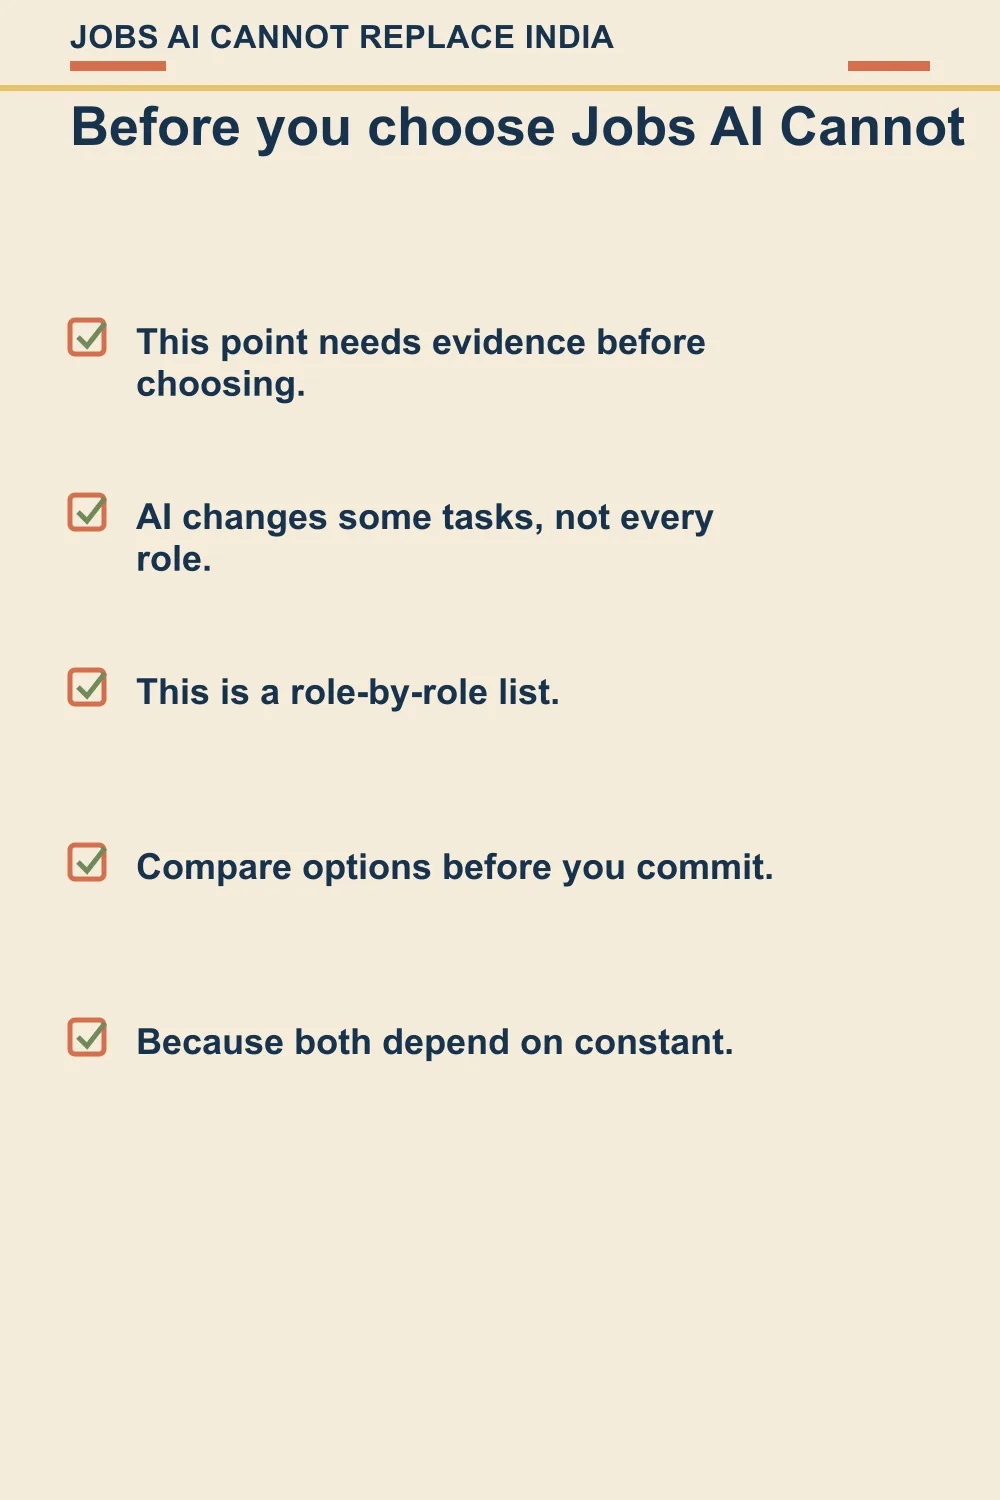 JOBS AI CANNOT REPLACE INDIA
Before you choose Jobs AI Cannot
This point needs evidence before
choosing.
AI changes some tasks, not every
role.
This is a role-by-role list.
Compare options before you commit.
Because both depend on constant.